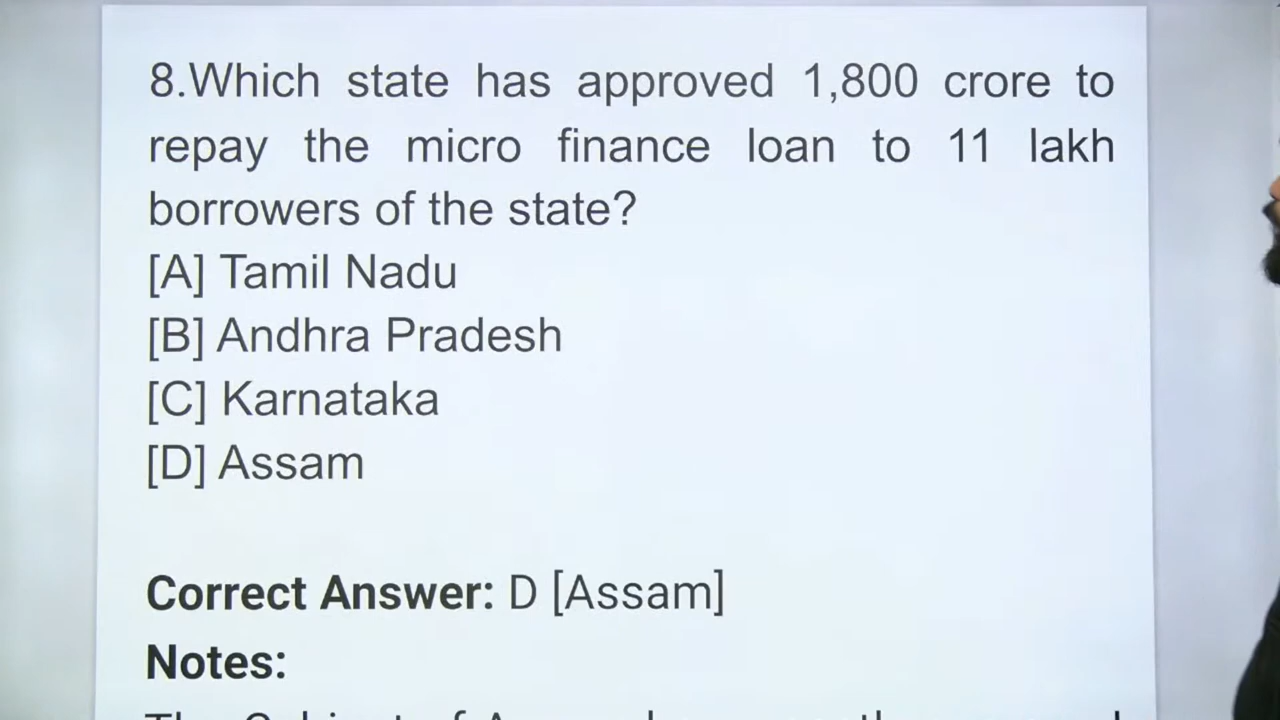 8.Which state has approved 1,800 crore to
repay the micro finance loan to 11 lakh
borrowers of the state?
[A] Tamil Nadu
[B] Andhra Pradesh
[C] Karnataka
[D] Assam
Correct Answer: D [Assam]
Notes: